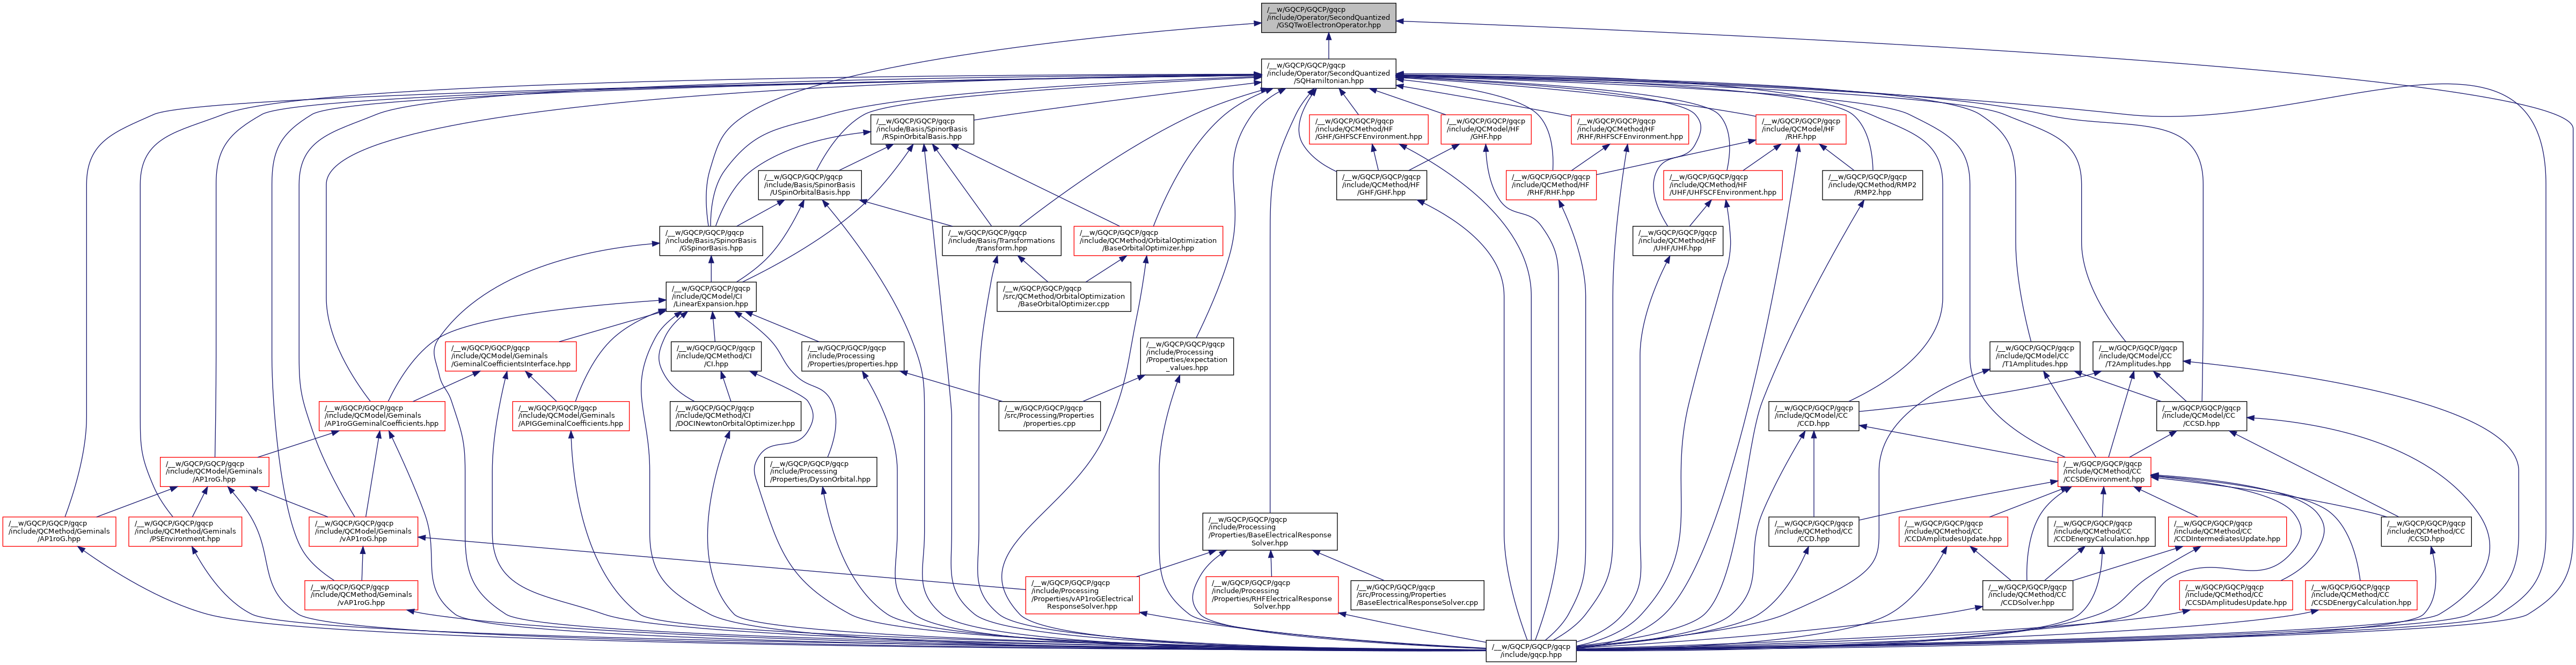 /__w/GQCP/GQCP/gqcp
/include/Operator/SecondQuantized
/GSQTwoElectronOperator.hpp
/__w/GQCP/GQCP/gqcp
/include/Operator/SecondQuantized
/SQHamiltonian.hpp
/__w/GQCP/GQCP/gqcp
/include/Basis/SpinorBasis
/RSpinOrbitalBasis.hpp
/__w/GQCP/GQCP/gqcp
/include/QCMethod/HF
/GHF/GHFSCFEnvironment.hpp
/__w/GQCP/GQCP/gqcp
/include/QCModel/HF
/GHF.hpp
/__w/GQCP/GQCP/gqcp
/include/QCMethod/HF
/RHF/RHFSCFEnvironment.hpp
/__w/GQCP/GQCP/gqcp
/include/QCModel/HF
/RHF.hpp
/__w/GQCP/GQCP/gqcp
/include/Basis/SpinorBasis
/USpinOrbitalBasis.hpp
/__w/GQCP/GQCP/gqcp
/include/QCMethod/HF
/GHF/GHF.hpp
/__w/GQCP/GQCP/gqcp
/include/QCMethod/HF
/RHF/RHF.hpp
/__w/GQCP/GQCP/gqcp
/include/QCMethod/HF
/UHF/UHFSCFEnvironment.hpp
/__w/GQCP/GQCP/gqcp
/include/QCMethod/RMP2
/RMP2.hpp
/__w/GQCP/GQCP/gqcp
/include/Basis/SpinorBasis
/GSpinorBasis.hpp
/__w/GQCP/GQCP/gqcp
/include/Basis/Transformations
/transform.hpp
/__w/GQCP/GQCP/gqcp
/include/QCMethod/OrbitalOptimization
/BaseOrbitalOptimizer.hpp
/__w/GQCP/GQCP/gqcp
/include/QCMethod/HF
/UHF/UHF.hpp
/__w/GQCP/GQCP/gqcp
/include/QCModel/CI
/LinearExpansion.hpp
/__w/GQCP/GQCP/gqcp
/src/QCMethod/OrbitalOptimization
/BaseOrbitalOptimizer.cpp
/__w/GQCP/GQCP/gqcp
/include/QCModel/Geminals
/GeminalCoefficientsInterface.hpp
/__w/GQCP/GQCP/gqcp
/include/QCMethod/CI
/CI.hpp
/__w/GQCP/GQCP/gqcp
/include/Processing
/Properties/properties.hpp
/__w/GQCP/GQCP/gqcp
/include/Processing
/Properties/expectation
_values.hpp
/__w/GQCP/GQCP/gqcp
/include/QCModel/CC
/T1Amplitudes.hpp
/__w/GQCP/GQCP/gqcp
/include/QCModel/CC
/T2Amplitudes.hpp
/__w/GQCP/GQCP/gqcp
/include/QCModel/Geminals
/AP1roGGeminalCoefficients.hpp
/__w/GQCP/GQCP/gqcp
/include/QCModel/Geminals
/APIGGeminalCoefficients.hpp
/__w/GQCP/GQCP/gqcp
/include/QCMethod/CI
/DOCINewtonOrbitalOptimizer.hpp
/__w/GQCP/GQCP/gqcp
/src/Processing/Properties
/properties.cpp
/__w/GQCP/GQCP/gqcp
/include/QCModel/CC
/CCD.hpp
/__w/GQCP/GQCP/gqcp
/include/QCModel/CC
/CCSD.hpp
/__w/GQCP/GQCP/gqcp
/include/QCModel/Geminals
/AP1roG.hpp
/__w/GQCP/GQCP/gqcp
/include/Processing
/Properties/DysonOrbital.hpp
/__w/GQCP/GQCP/gqcp
/include/QCMethod/CC
/CCSDEnvironment.hpp
/__w/GQCP/GQCP/gqcp
/include/QCMethod/Geminals
/AP1roG.hpp
/__w/GQCP/GQCP/gqcp
/include/QCMethod/Geminals
/PSEnvironment.hpp
/__w/GQCP/GQCP/gqcp
/include/QCModel/Geminals
/vAP1roG.hpp
/__w/GQCP/GQCP/gqcp
/include/Processing
/Properties/BaseElectricalResponse
Solver.hpp
/__w/GQCP/GQCP/gqcp
/include/QCMethod/CC
/CCD.hpp
/__w/GQCP/GQCP/gqcp
/include/QCMethod/CC
/CCDAmplitudesUpdate.hpp
/__w/GQCP/GQCP/gqcp
/include/QCMethod/CC
/CCDEnergyCalculation.hpp
/__w/GQCP/GQCP/gqcp
/include/QCMethod/CC
/CCDIntermediatesUpdate.hpp
/__w/GQCP/GQCP/gqcp
/include/QCMethod/CC
/CCSD.hpp
/__w/GQCP/GQCP/gqcp
/include/QCMethod/Geminals
/vAP1roG.hpp
/__w/GQCP/GQCP/gqcp
/include/Processing
/Properties/vAP1roGElectrical
ResponseSolver.hpp
/__w/GQCP/GQCP/gqcp
/include/Processing
/Properties/RHFElectricalResponse
Solver.hpp
/__w/GQCP/GQCP/gqcp
/src/Processing/Properties
/BaseElectricalResponseSolver.cpp
/__w/GQCP/GQCP/gqcp
/include/QCMethod/CC
/CCDSolver.hpp
/__w/GQCP/GQCP/gqcp
/include/QCMethod/CC
/CCSDAmplitudesUpdate.hpp
/__w/GQCP/GQCP/gqcp
/include/QCMethod/CC
/CCSDEnergyCalculation.hpp
/__w/GQCP/GQCP/gqcp
/include/gqcp.hpp